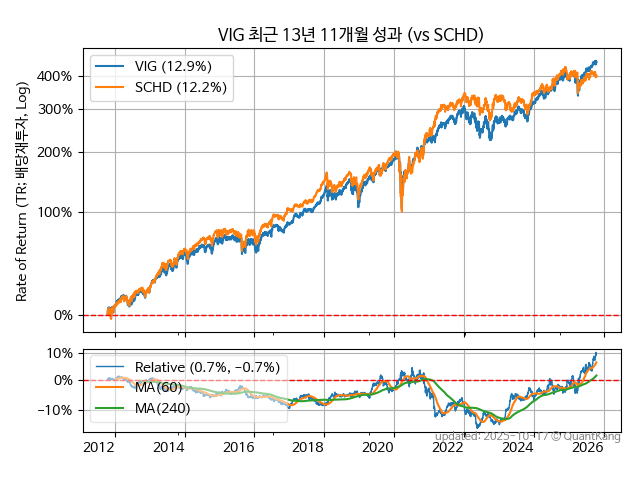 VIG 최근 13년 11개월 성과 (vs SCHD)
Rate of Return (TR; 배당재투자, Log)
VIG (12.9%)
SCHD (12.2%)
400%
300%
200%
100%
0%
10%
0%
−10%
Relative (0.7%, −0.7%)
MA(60)
MA(240)
2012 2014 2016 2018 2020 2022 2024 2026
updated: 2025-10-17 © QuantKang